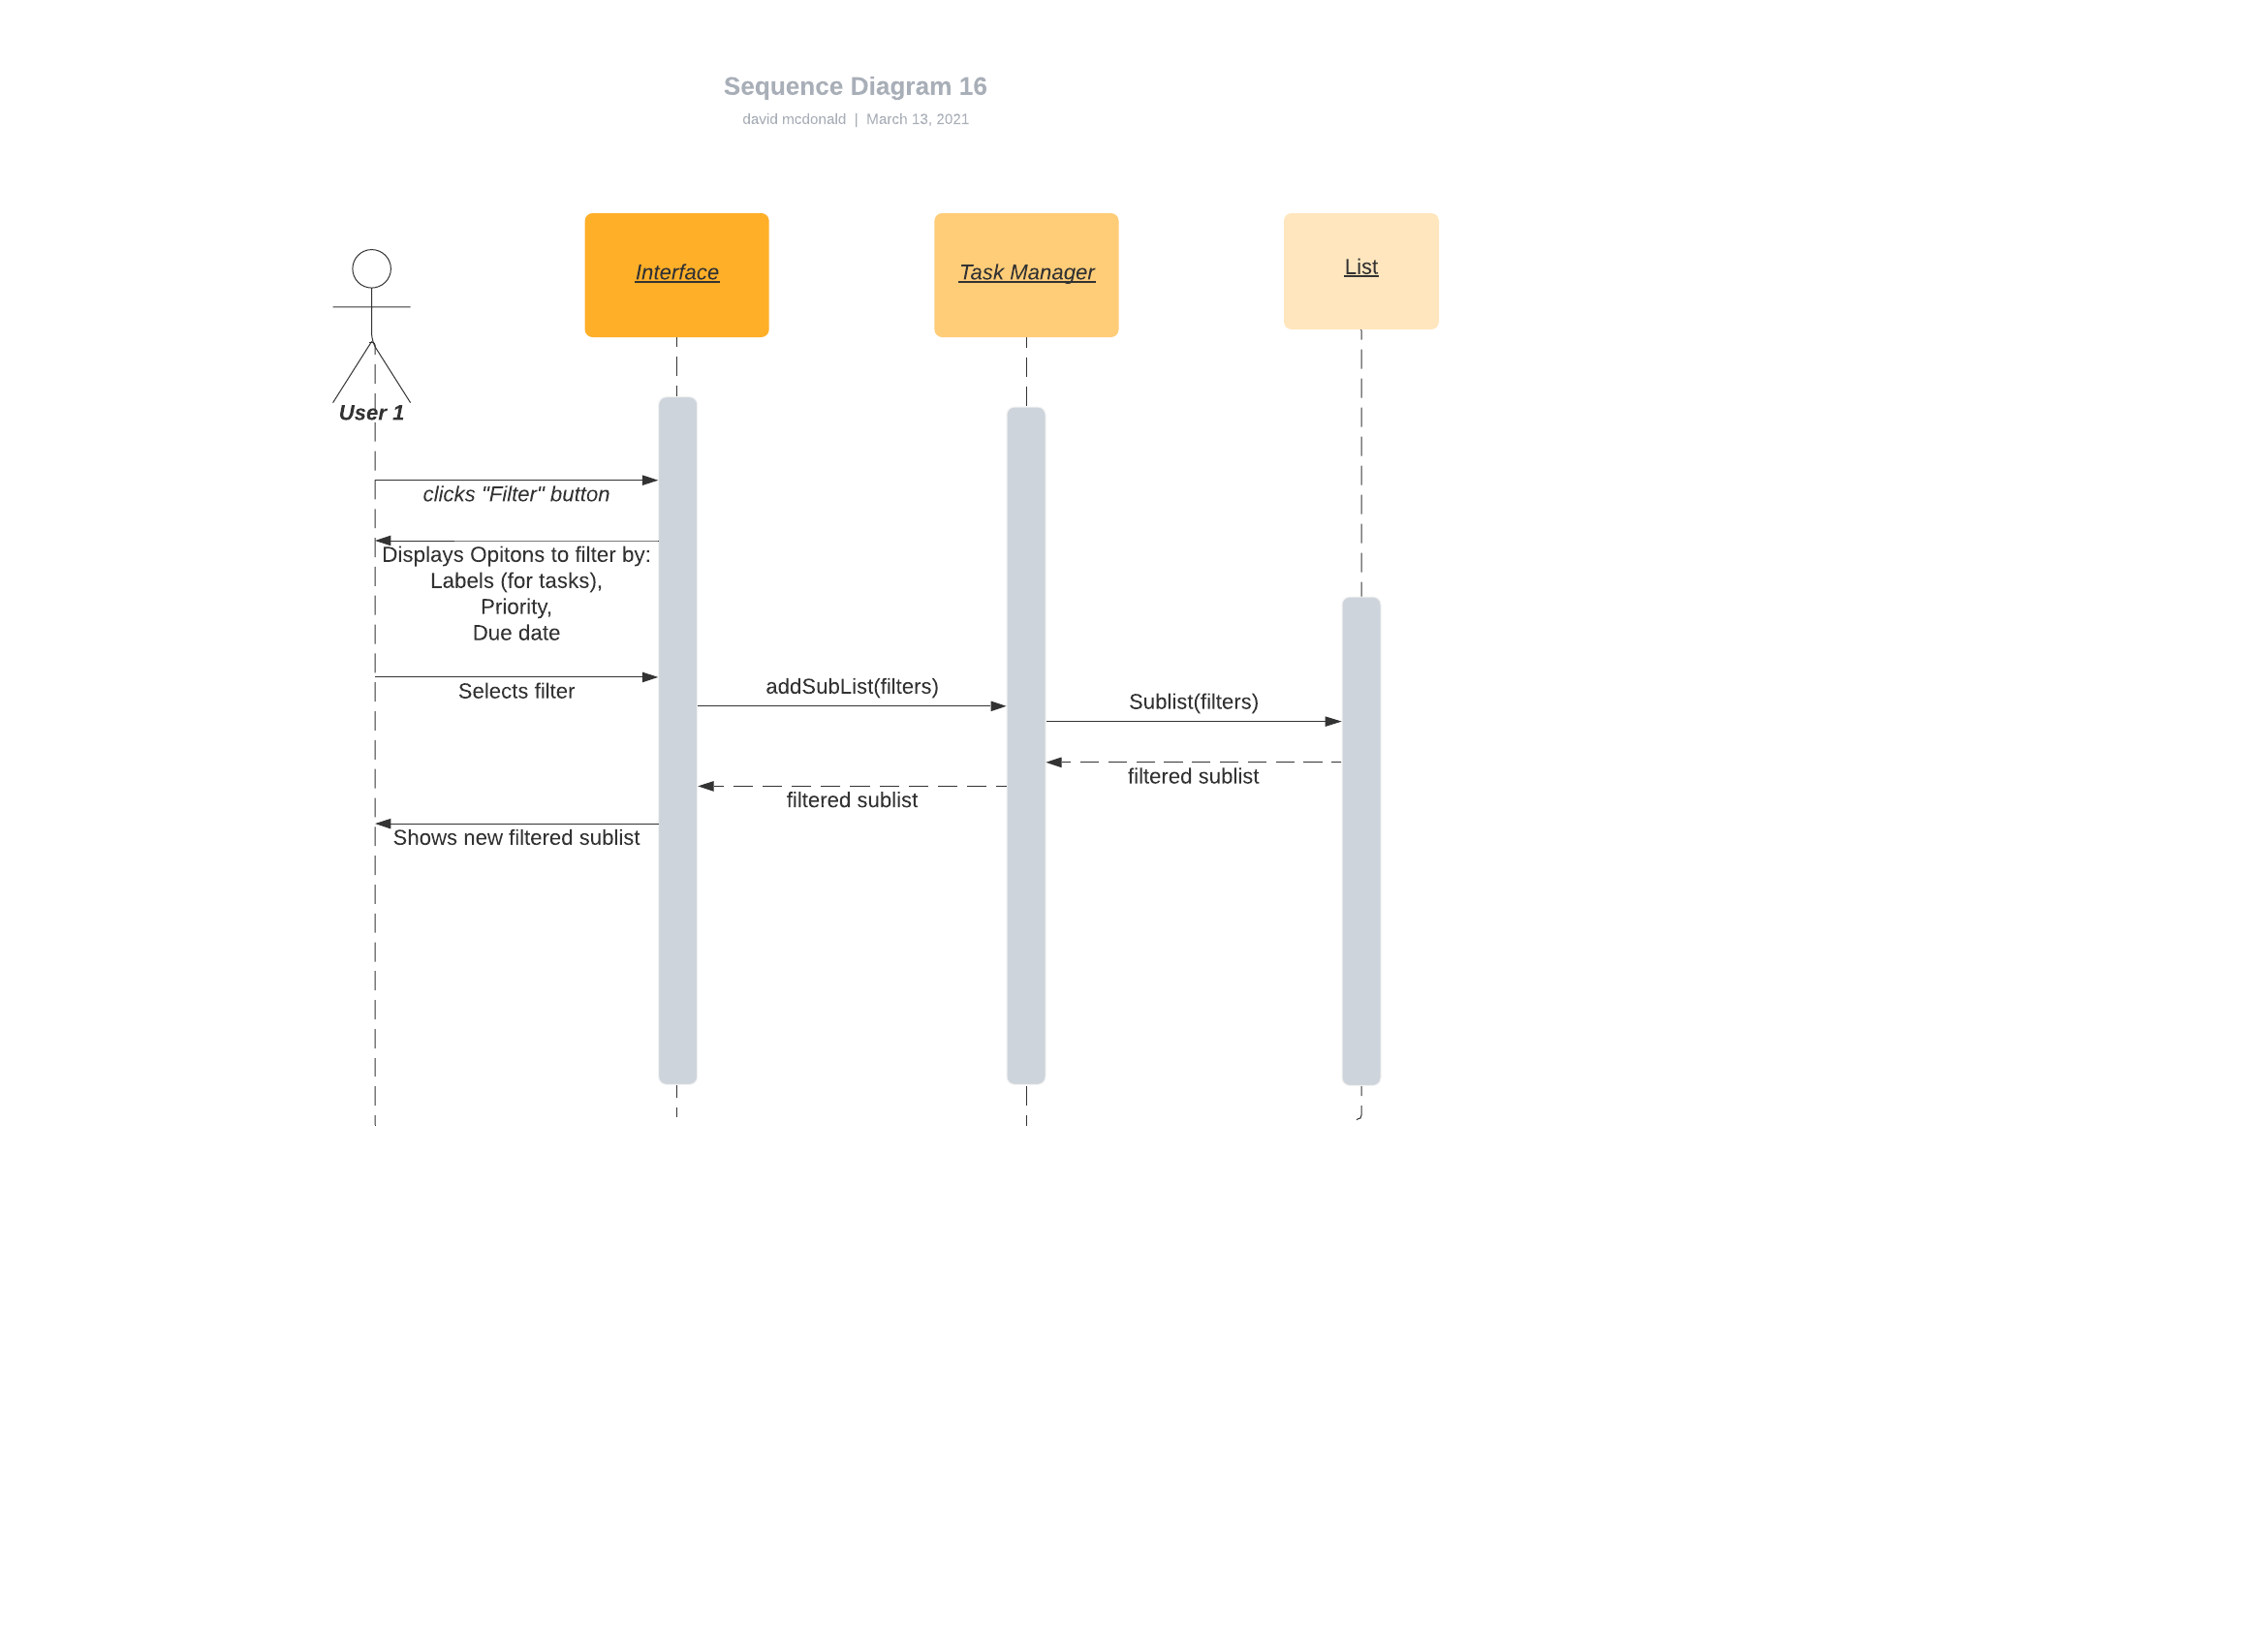 Sequence Diagram 16
david mcdonald | March 13, 2021
Interface
Task Manager
List
User 1
clicks "Filter" button
Displays Opitons to filter by:
Labels (for tasks),
Priority,
Due date
Selects filter
addSubList(filters)
Sublist(filters)
filtered sublist
filtered sublist
Shows new filtered sublist